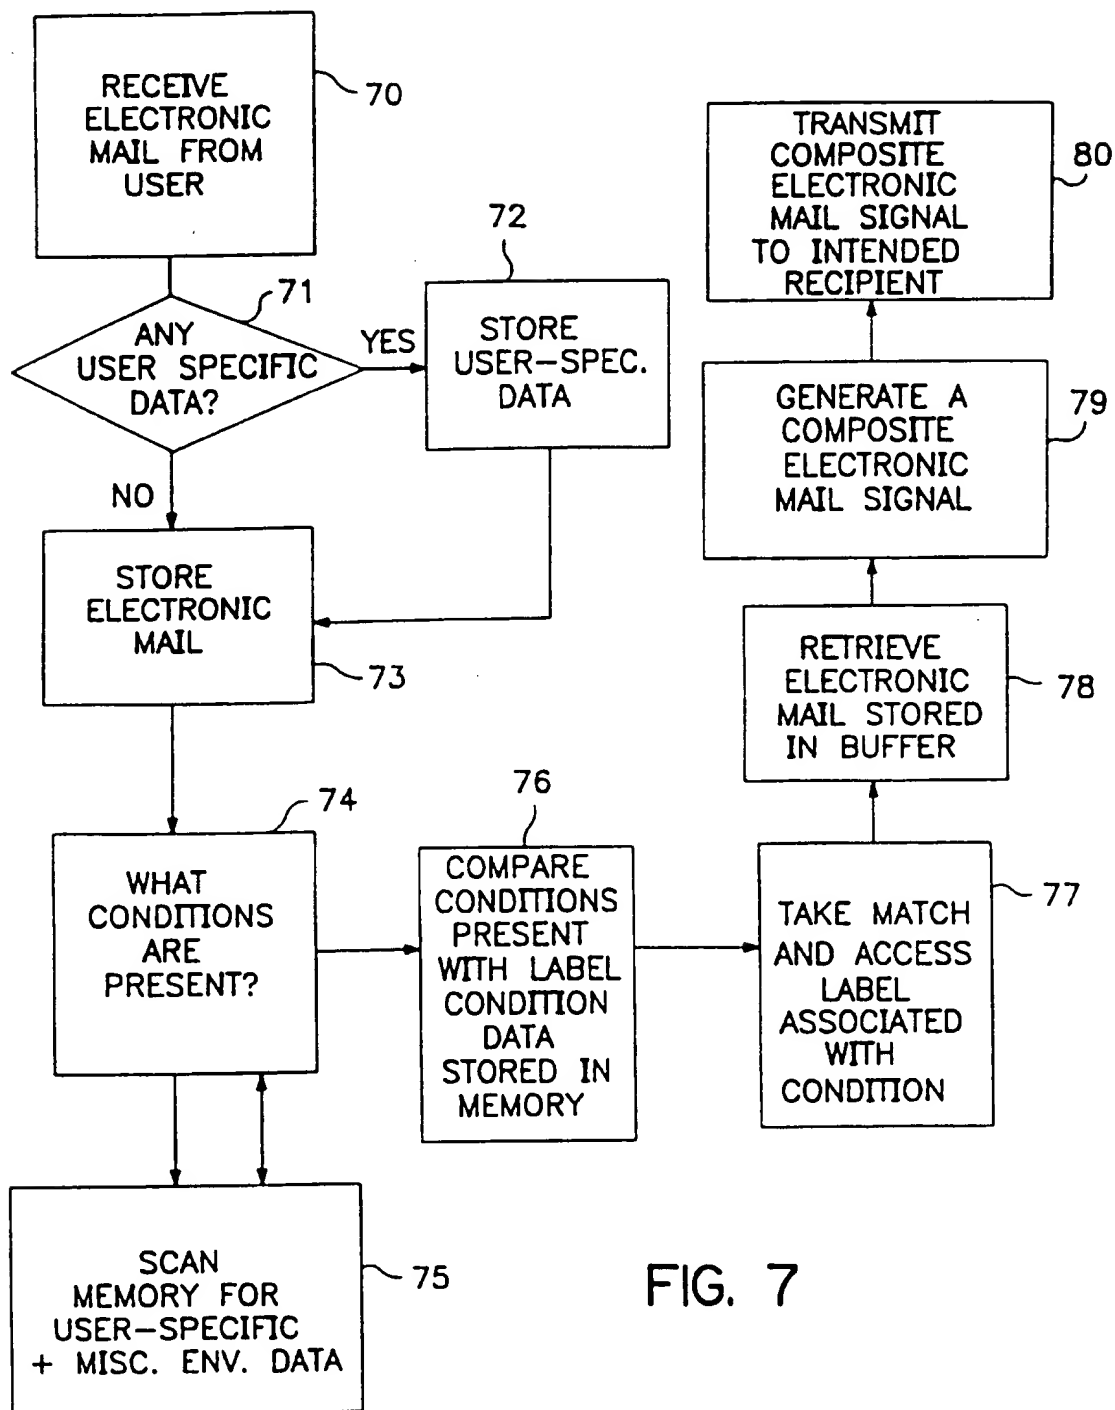 RECEIVE
ELECTRONIC
MAIL FROM
USER
70
ANY
USER SPECIFIC
DATA?
71
YES
NO
STORE
USER-SPEC.
DATA
72
STORE
ELECTRONIC
MAIL
73
WHAT
CONDITIONS
ARE
PRESENT?
74
SCAN
MEMORY FOR
USER-SPECIFIC
+ MISC. ENV. DATA
75
COMPARE
CONDITIONS
PRESENT
WITH LABEL
CONDITION
DATA
STORED IN
MEMORY
76
TAKE MATCH
AND ACCESS
LABEL
ASSOCIATED
WITH
CONDITION
77
RETRIEVE
ELECTRONIC
MAIL STORED
IN BUFFER
78
GENERATE A
COMPOSITE
ELECTRONIC
MAIL SIGNAL
79
TRANSMIT
COMPOSITE
ELECTRONIC
MAIL SIGNAL
TO INTENDED
RECIPIENT
80
FIG. 7